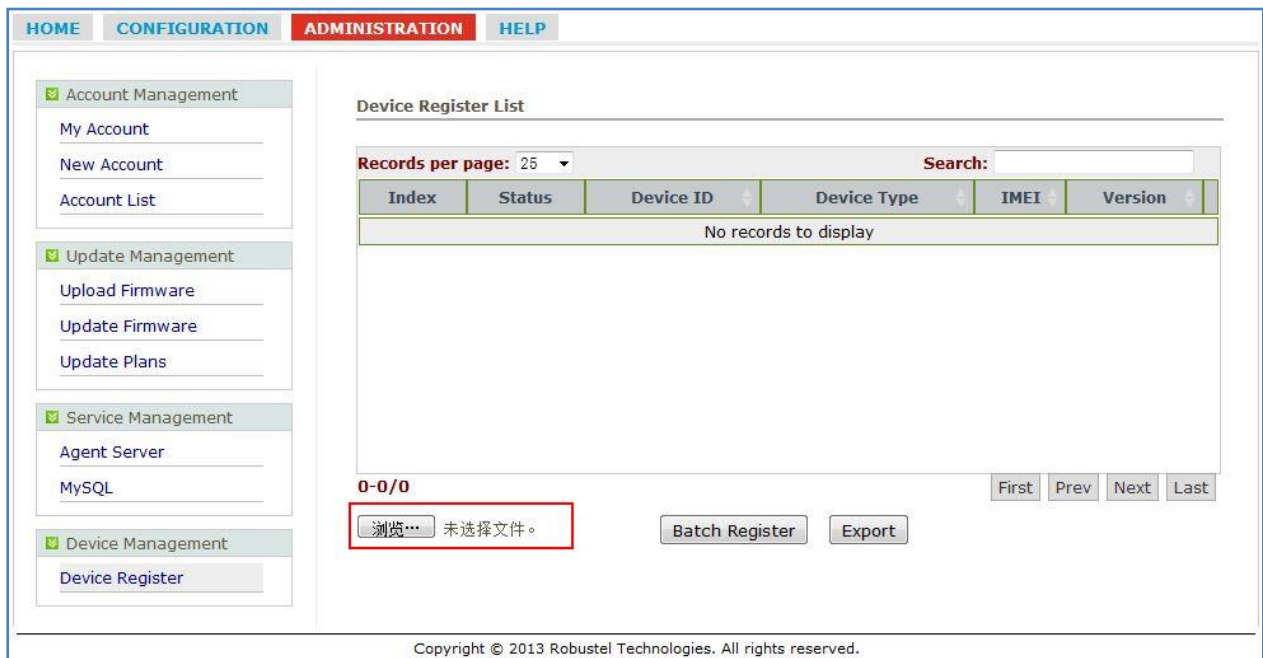 HOME CONFIGURATION ADMINISTRATION HELP
Account Management
My Account
New Account
Account List
Update Management
Upload Firmware
Update Firmware
Update Plans
Service Management
Agent Server
MySQL
Device Management
Device Register
Device Register List
Records per page: 25 Search:
Index Status Device ID Device Type IMEI Version
No records to display
0-0/0 First Prev Next Last
浏览… 未选择文件。 Batch Register Export
Copyright © 2013 Robustel Technologies. All rights reserved.